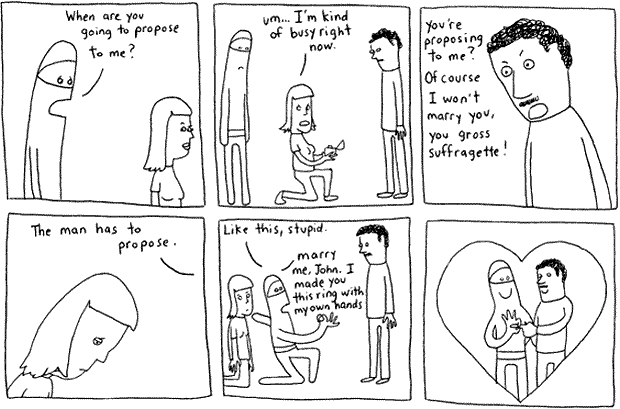 When are you
going to propose
to me?
um... I'm kind
of busy right
now.
you're
proposing
to me?
Of course
I won't
marry you,
you gross
suffragette!
The man has to
propose.
Like this, stupid.
marry
me, John. I
made you
this ring with
my own hands